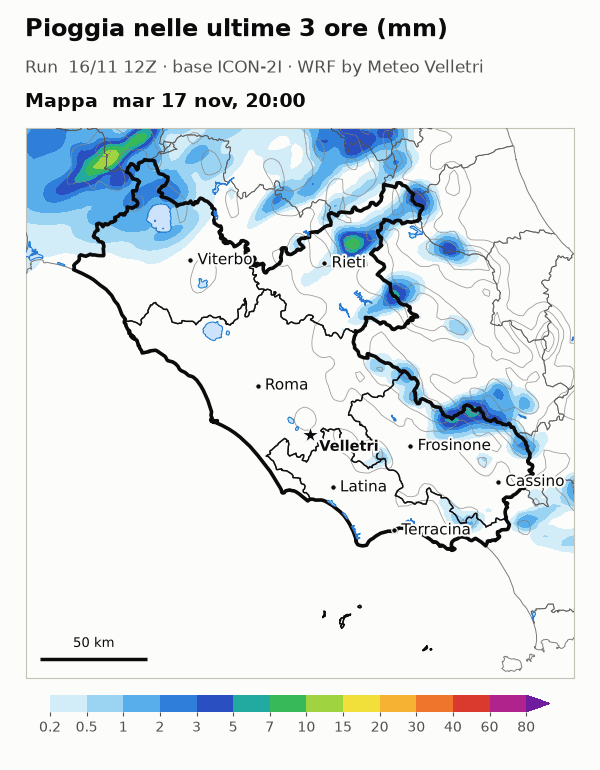 Pioggia nelle ultime 3 ore (mm)
Run  16/11 12Z · base ICON-2I · WRF by Meteo Velletri
Mappa  mar 17 nov, 20:00
Viterbo
Rieti
Roma
Velletri
Frosinone
Latina
Cassino
Terracina
50 km
0.2 0.5 1 2 3 5 7 10 15 20 30 40 60 80